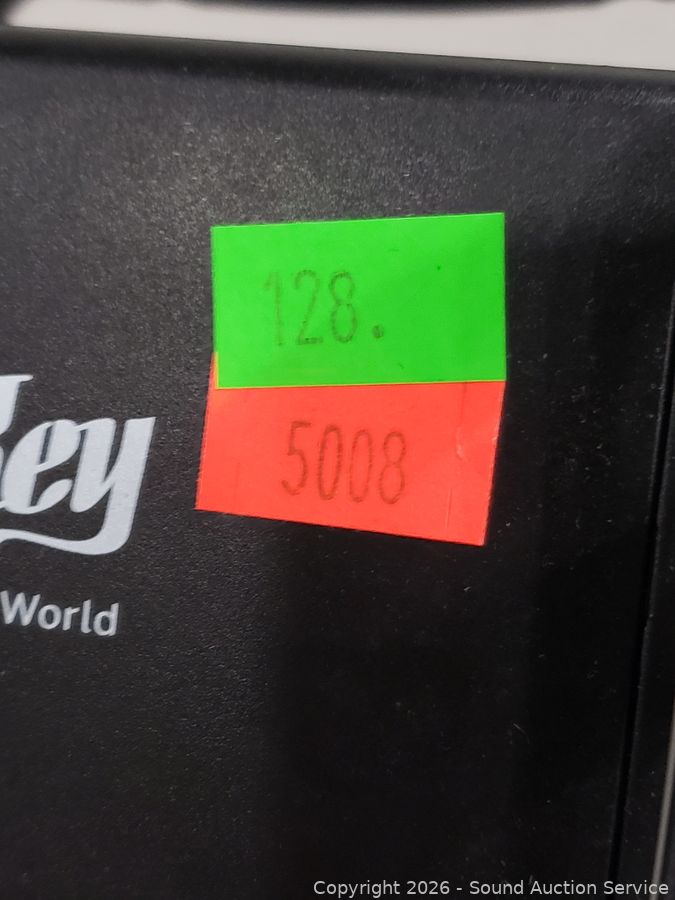 128.
5008
ey
World
Copyright 2026 - Sound Auction Service